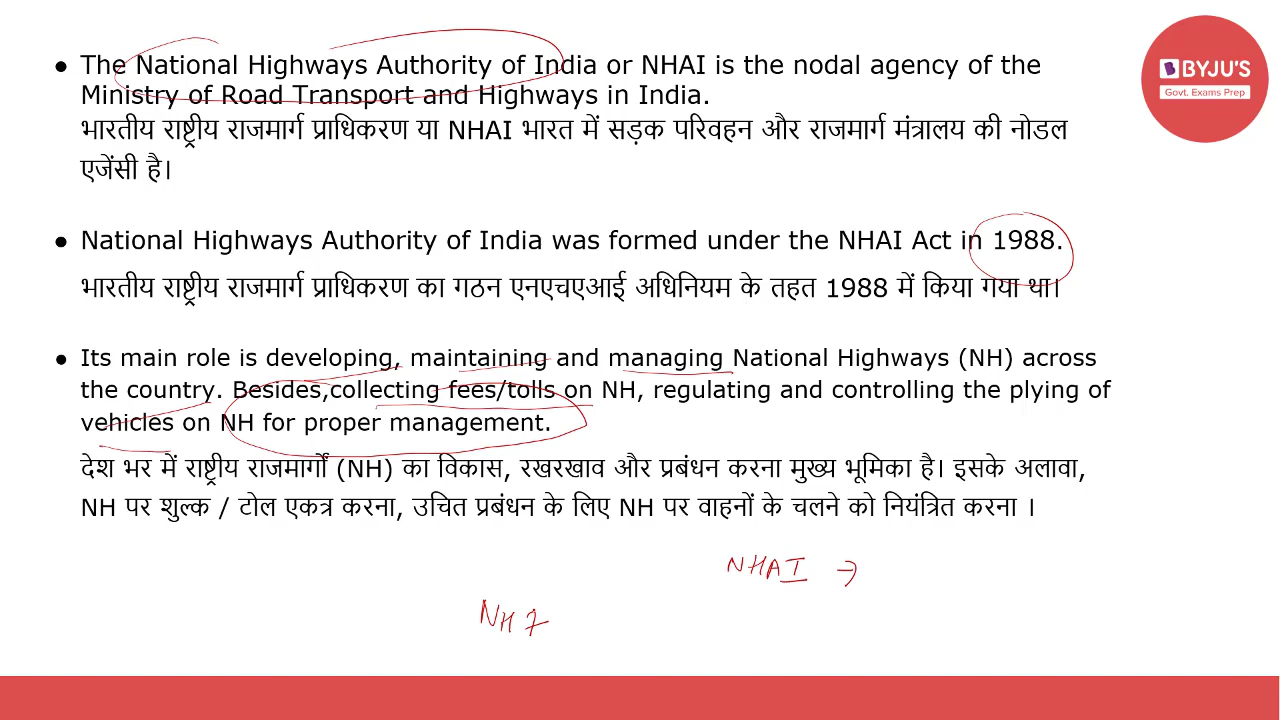 BYJU'S
Govt. Exams Prep
● The National Highways Authority of India or NHAI is the nodal agency of the
Ministry of Road Transport and Highways in India.
भारतीय राष्ट्रीय राजमार्ग प्राधिकरण या NHAI भारत में सड़क परिवहन और राजमार्ग मंत्रालय की नोडल
एजेंसी है।
● National Highways Authority of India was formed under the NHAI Act in 1988.
भारतीय राष्ट्रीय राजमार्ग प्राधिकरण का गठन एनएचएआई अधिनियम के तहत 1988 में किया गया था।
● Its main role is developing, maintaining and managing National Highways (NH) across
the country. Besides,collecting fees/tolls on NH, regulating and controlling the plying of
vehicles on NH for proper management.
देश भर में राष्ट्रीय राजमार्गों (NH) का विकास, रखरखाव और प्रबंधन करना मुख्य भूमिका है। इसके अलावा,
NH पर शुल्क / टोल एकत्र करना, उचित प्रबंधन के लिए NH पर वाहनों के चलने को नियंत्रित करना ।
NHAI →
NH 7